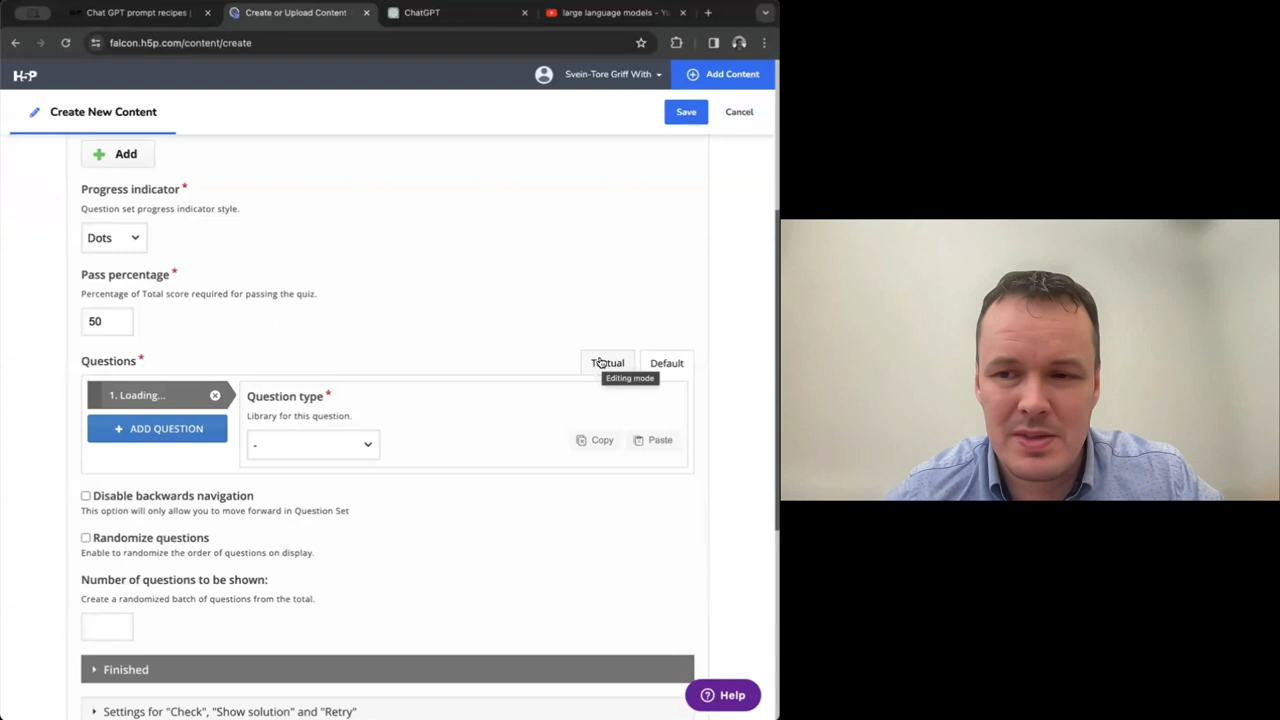 Chat GPT prompt recipes
Create or Upload Content
ChatGPT
large language models - Y
falcon.h5p.com/content/create
H5P
Svein-Tore Griff With
Add Content
Create New Content
Save
Cancel
Add
Progress indicator *
Question set progress indicator style.
Dots
Pass percentage *
Percentage of Total score required for passing the quiz.
50
Questions *
Textual
Default
Editing mode
1. Loading...
Question type *
+ ADD QUESTION
Library for this question.
-
Copy
Paste
Disable backwards navigation
This option will only allow you to move forward in Question Set
Randomize questions
Enable to randomize the order of questions on display.
Number of questions to be shown:
Create a randomized batch of questions from the total.
Finished
Help
Settings for "Check", "Show solution" and "Retry"